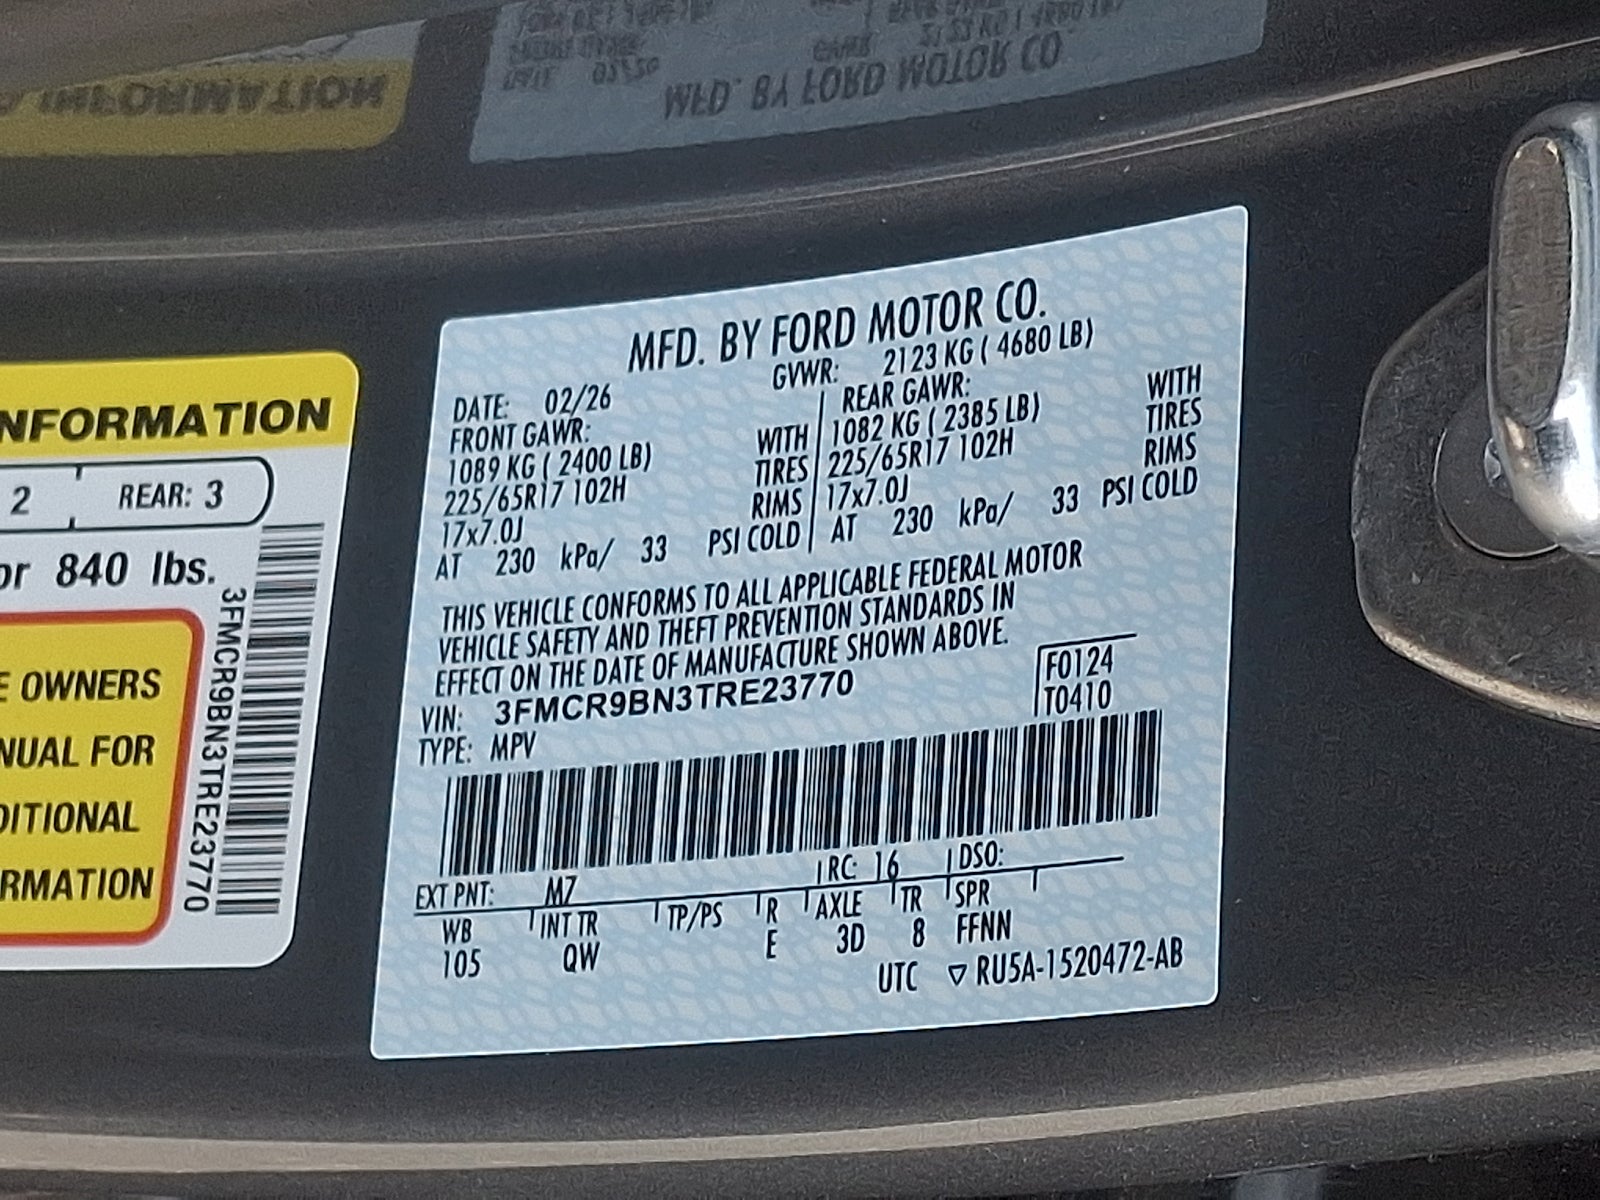 MFD. BY FORD MOTOR CO.
DATE: 02/26
GVWR: 2123 KG ( 4680 LB)
FRONT GAWR:
1089 KG ( 2400 LB) WITH
225/65R17 102H TIRES
17x7.0J RIMS
AT 230 kPa/ 33 PSI COLD
REAR GAWR:
1082 KG ( 2385 LB) WITH
225/65R17 102H TIRES
17x7.0J RIMS
AT 230 kPa/ 33 PSI COLD
THIS VEHICLE CONFORMS TO ALL APPLICABLE FEDERAL MOTOR
VEHICLE SAFETY AND THEFT PREVENTION STANDARDS IN
EFFECT ON THE DATE OF MANUFACTURE SHOWN ABOVE.
VIN: 3FMCR9BN3TRE23770
TYPE: MPV
F0124
T0410
EXT PNT: M7 RC: 16 DSO:
WB INT TR TP/PS R AXLE TR SPR
105 QW E 3D 8 FFNN
UTC ▽ RU5A-1520472-AB
NFORMATION
2 REAR: 3
or 840 lbs.
E OWNERS
NUAL FOR
DITIONAL
RMATION
3FMCR9BN3TRE23770
INFORMATION
MFD. BY FORD MOTOR CO
DATE 02/26